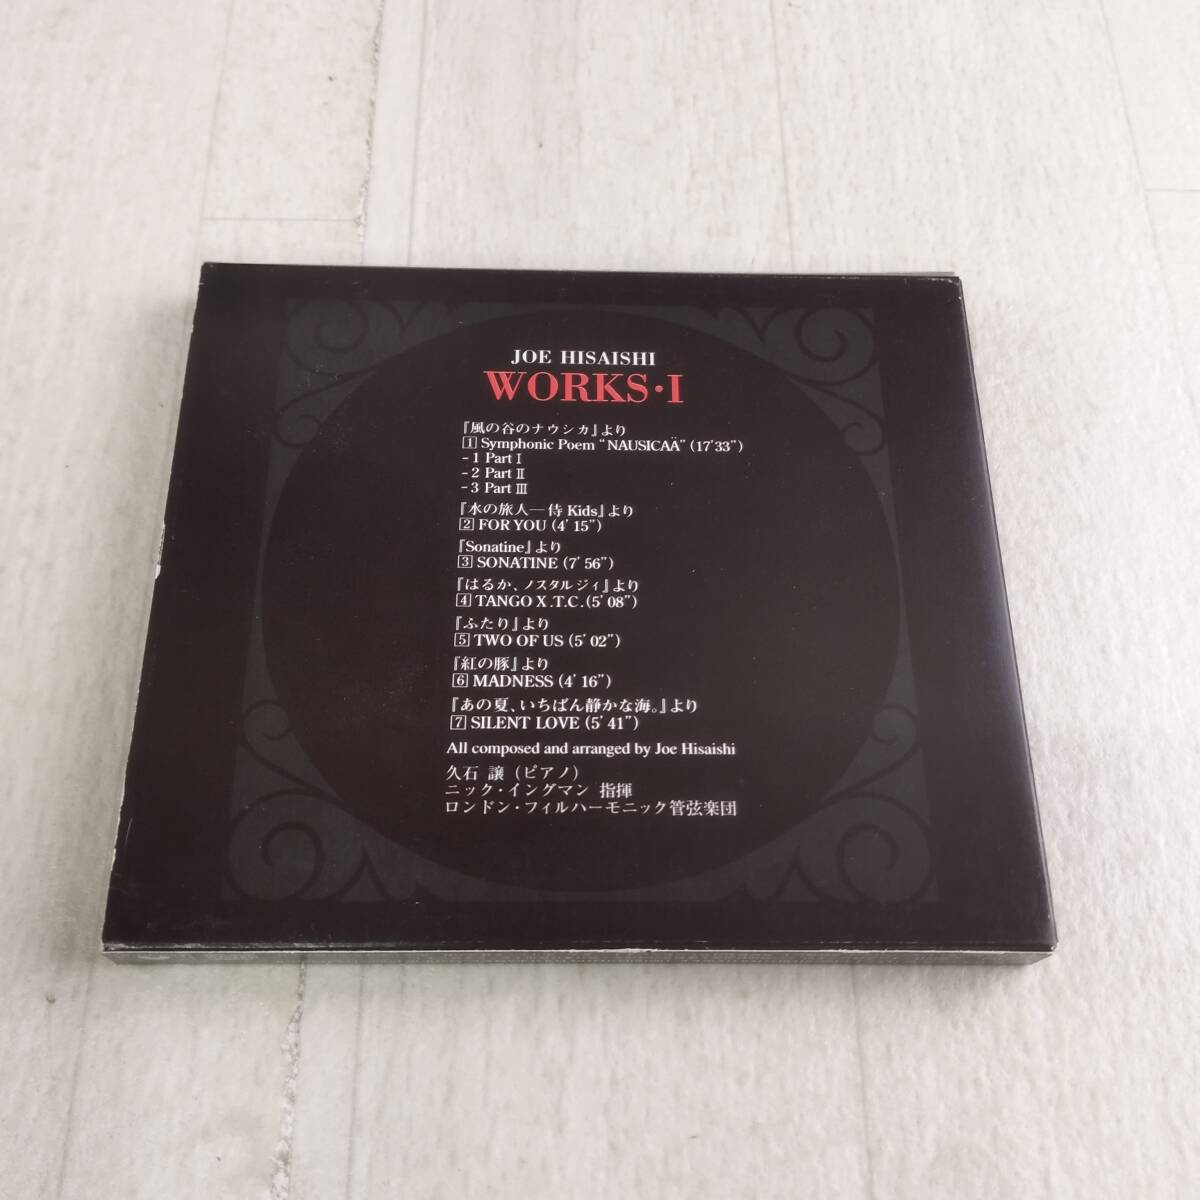 JOE HISAISHI
WORKS・I
『風の谷のナウシカ』より
1 Symphonic Poem “NAUSICAÄ” (17'33”)
-1 Part Ⅰ
-2 Part Ⅱ
-3 Part Ⅲ
『水の旅人―侍 Kids』より
2 FOR YOU (4' 15”)
『Sonatine』より
3 SONATINE (7' 56”)
『はるか、ノスタルジィ』より
4 TANGO X.T.C.(5' 08”)
『ふたり』より
5 TWO OF US (5' 02”)
『紅の豚』より
6 MADNESS (4' 16”)
『あの夏、いちばん静かな海。』より
7 SILENT LOVE (5' 41”)
All composed and arranged by Joe Hisaishi
久石 譲 (ピアノ)
ニック・イングマン 指揮
ロンドン・フィルハーモニック管弦楽団